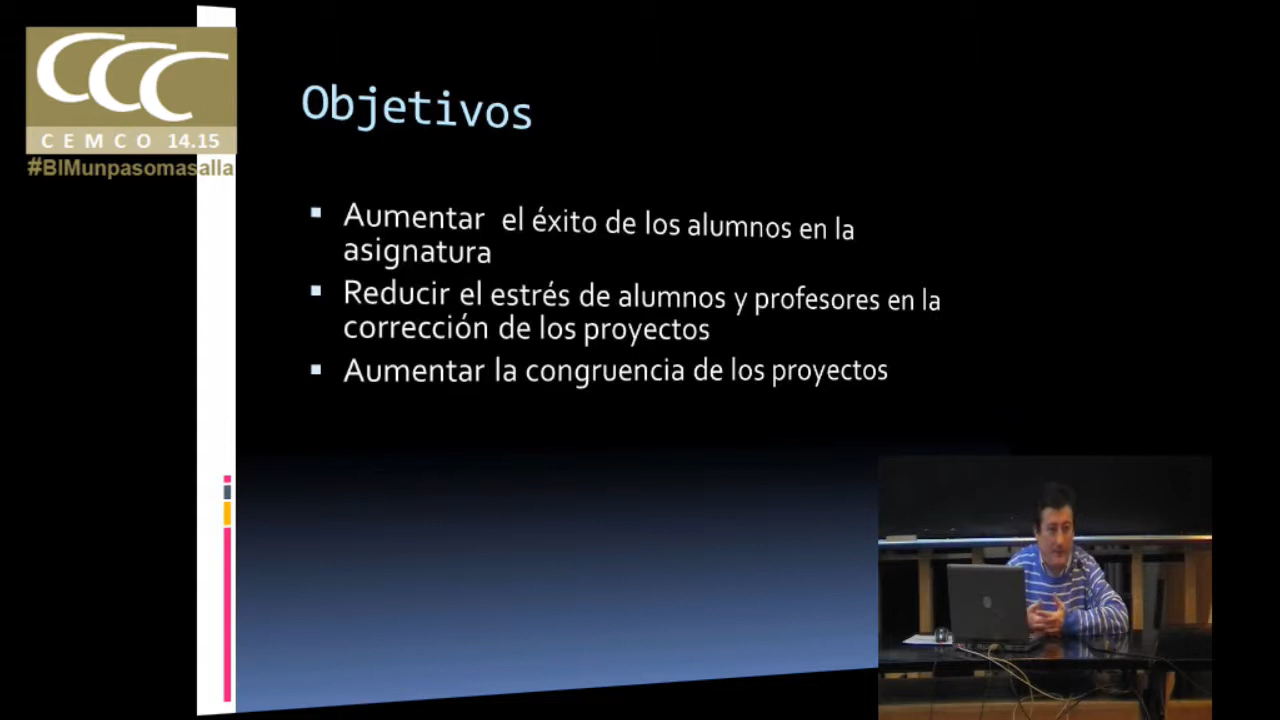 CCC
CEMCO 14.15
#BIMunpasomasalla
Objetivos
Aumentar el éxito de los alumnos en la
asignatura
Reducir el estrés de alumnos y profesores en la
corrección de los proyectos
Aumentar la congruencia de los proyectos